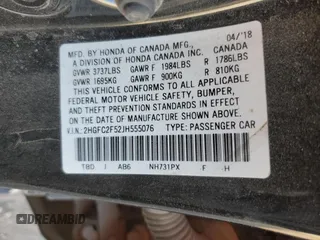 MFD. BY HONDA OF CANADA MFG., 04/'18
A DIVISION OF HONDA CANADA INC. CANADA
GVWR 3737LBS GAWR F 1984LBS R 1786LBS
GVWR 1695KG GAWR F 900KG R 810KG
THIS VEHICLE CONFORMS TO ALL APPLICABLE
FEDERAL MOTOR VEHICLE SAFETY, BUMPER,
AND THEFT PREVENTION STANDARDS IN EFFECT
ON THE DATE OF MANUFACTURE SHOWN ABOVE.
V.I.N.: 2HGFC2F52JH555076 TYPE: PASSENGER CAR
TBD I AB6 NH731PX F H
DREAMBID